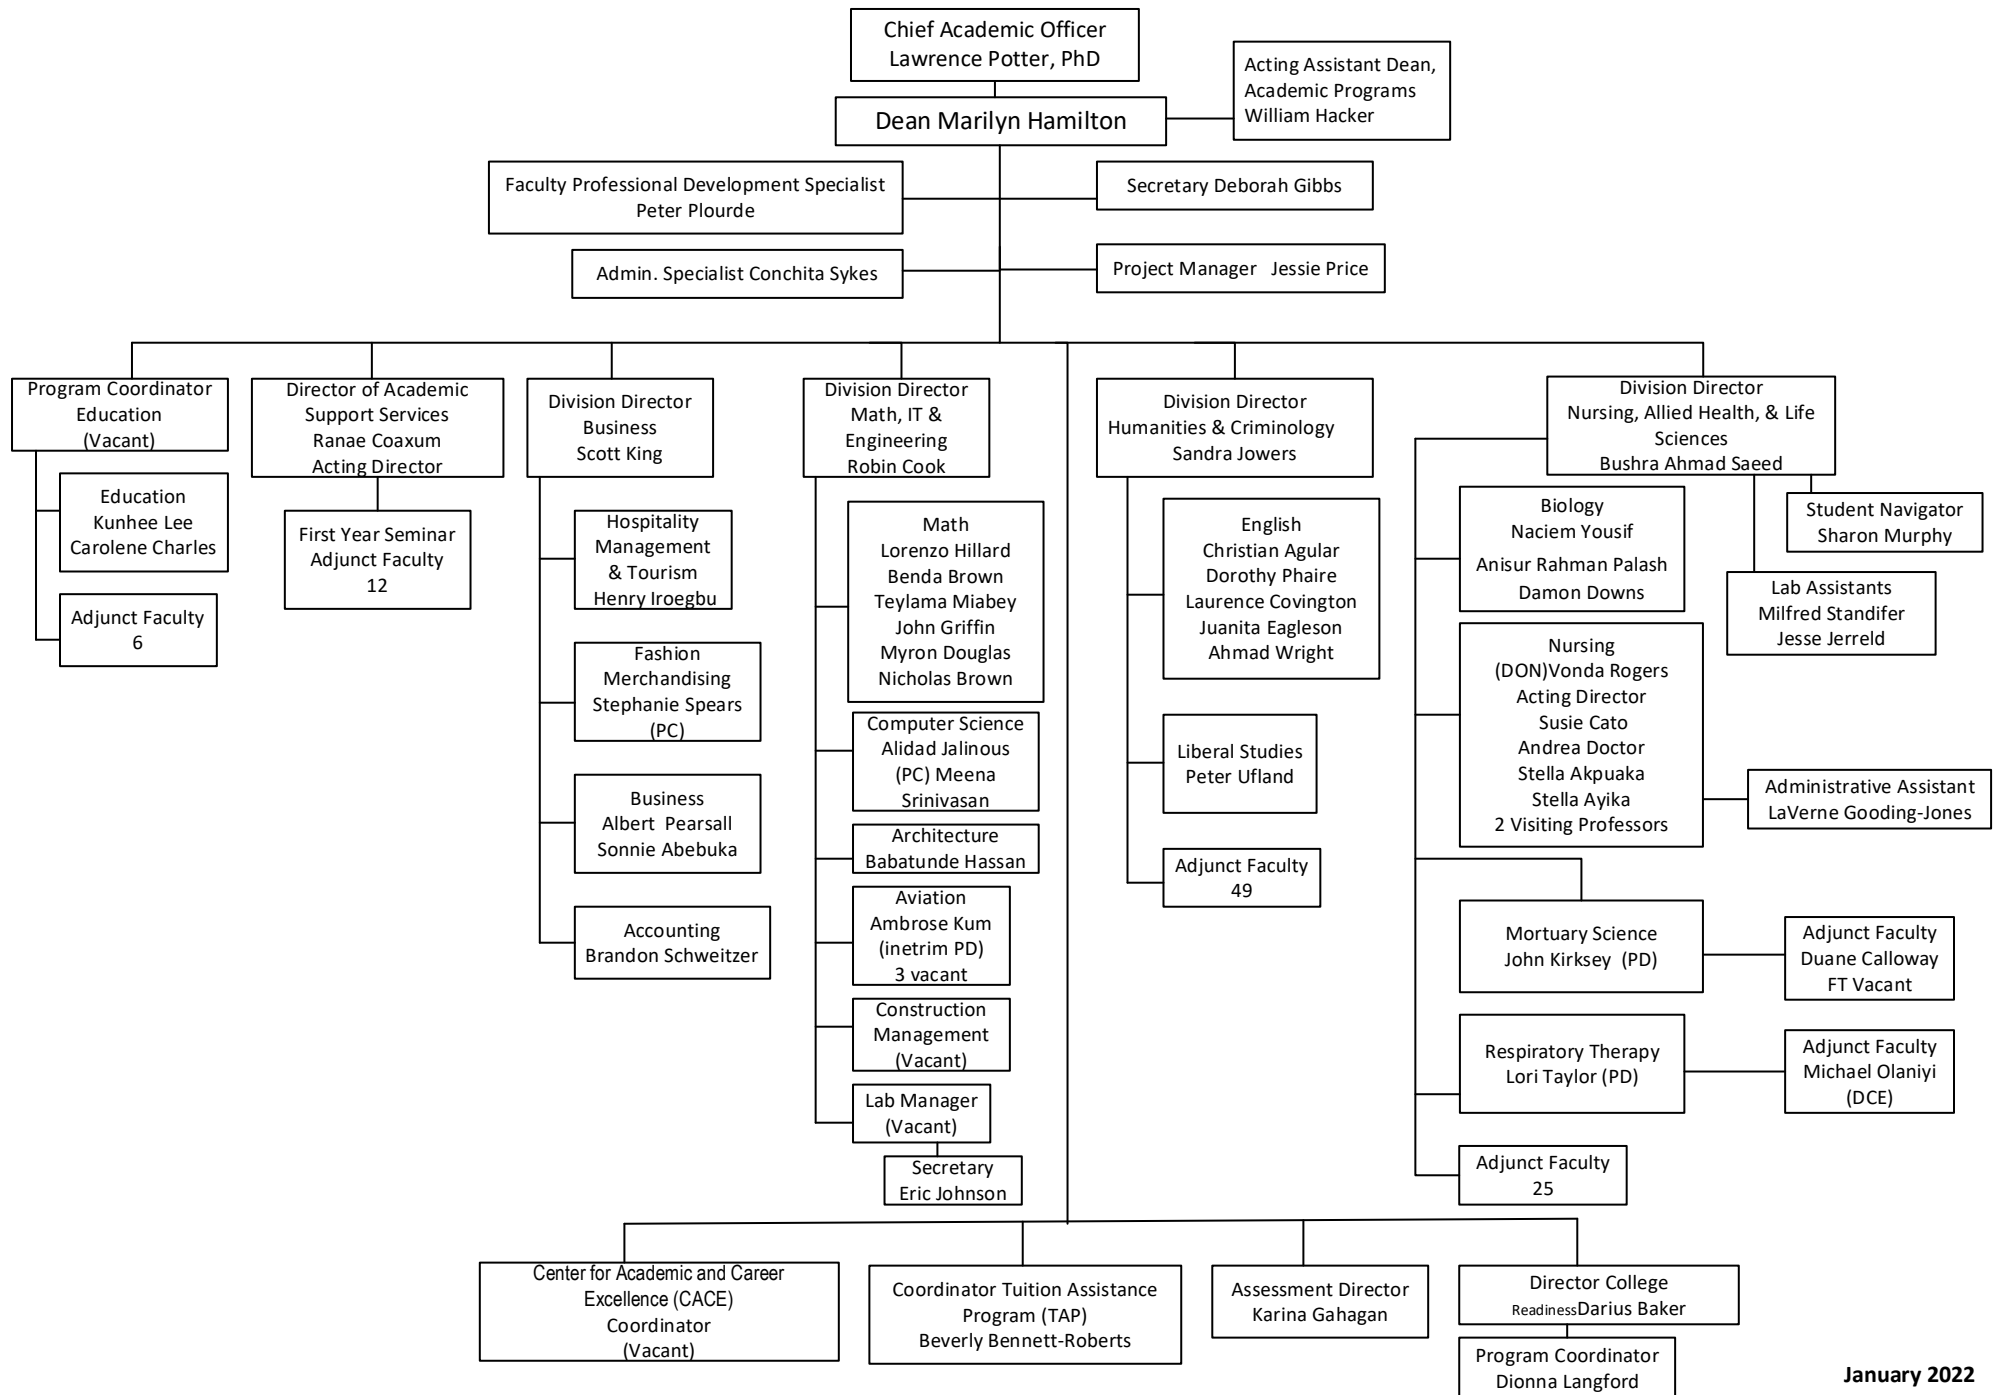 Chief Academic Officer
Lawrence Potter, PhD
Acting Assistant Dean,
Academic Programs
William Hacker
Dean Marilyn Hamilton
Faculty Professional Development Specialist
Peter Plourde
Secretary Deborah Gibbs
Admin. Specialist Conchita Sykes
Project Manager Jessie Price
Program Coordinator
Education
(Vacant)
Education
Kunhee Lee
Carolene Charles
Adjunct Faculty
6
Director of Academic
Support Services
Ranae Coaxum
Acting Director
First Year Seminar
Adjunct Faculty
12
Division Director
Business
Scott King
Hospitality
Management
& Tourism
Henry Iroegbu
Fashion
Merchandising
Stephanie Spears
(PC)
Business
Albert Pearsall
Sonnie Abebuka
Accounting
Brandon Schweitzer
Division Director
Math, IT &
Engineering
Robin Cook
Math
Lorenzo Hillard
Benda Brown
Teylama Miabey
John Griffin
Myron Douglas
Nicholas Brown
Computer Science
Alidad Jalinous
(PC) Meena
Srinivasan
Architecture
Babatunde Hassan
Aviation
Ambrose Kum
(inetrim PD)
3 vacant
Construction
Management
(Vacant)
Lab Manager
(Vacant)
Secretary
Eric Johnson
Division Director
Humanities & Criminology
Sandra Jowers
English
Christian Agular
Dorothy Phaire
Laurence Covington
Juanita Eagleson
Ahmad Wright
Liberal Studies
Peter Ufland
Adjunct Faculty
49
Division Director
Nursing, Allied Health, & Life
Sciences
Bushra Ahmad Saeed
Student Navigator
Sharon Murphy
Lab Assistants
Milfred Standifer
Jesse Jerreld
Biology
Naciem Yousif
Anisur Rahman Palash
Damon Downs
Nursing
(DON)Vonda Rogers
Acting Director
Susie Cato
Andrea Doctor
Stella Akpuaka
Stella Ayika
2 Visiting Professors
Administrative Assistant
LaVerne Gooding-Jones
Mortuary Science
John Kirksey (PD)
Adjunct Faculty
Duane Calloway
FT Vacant
Respiratory Therapy
Lori Taylor (PD)
Adjunct Faculty
Michael Olaniyi
(DCE)
Adjunct Faculty
25
Center for Academic and Career
Excellence (CACE)
Coordinator
(Vacant)
Coordinator Tuition Assistance
Program (TAP)
Beverly Bennett-Roberts
Assessment Director
Karina Gahagan
Director College
ReadinessDarius Baker
Program Coordinator
Dionna Langford
January 2022